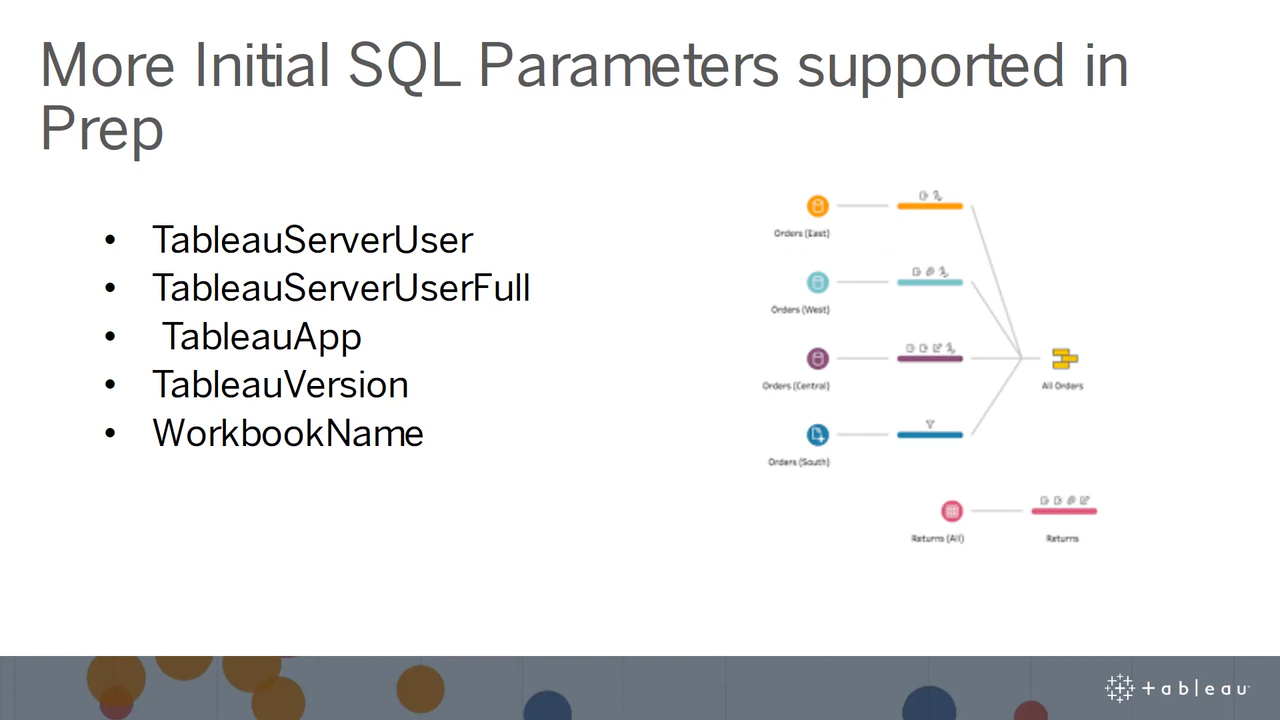 More Initial SQL Parameters supported in
Prep
• TableauServerUser
• TableauServerUserFull
• TableauApp
• TableauVersion
• WorkbookName
Orders (East)
Orders (West)
Orders (Central)
All Orders
Orders (South)
Returns (All)
Returns
tableau